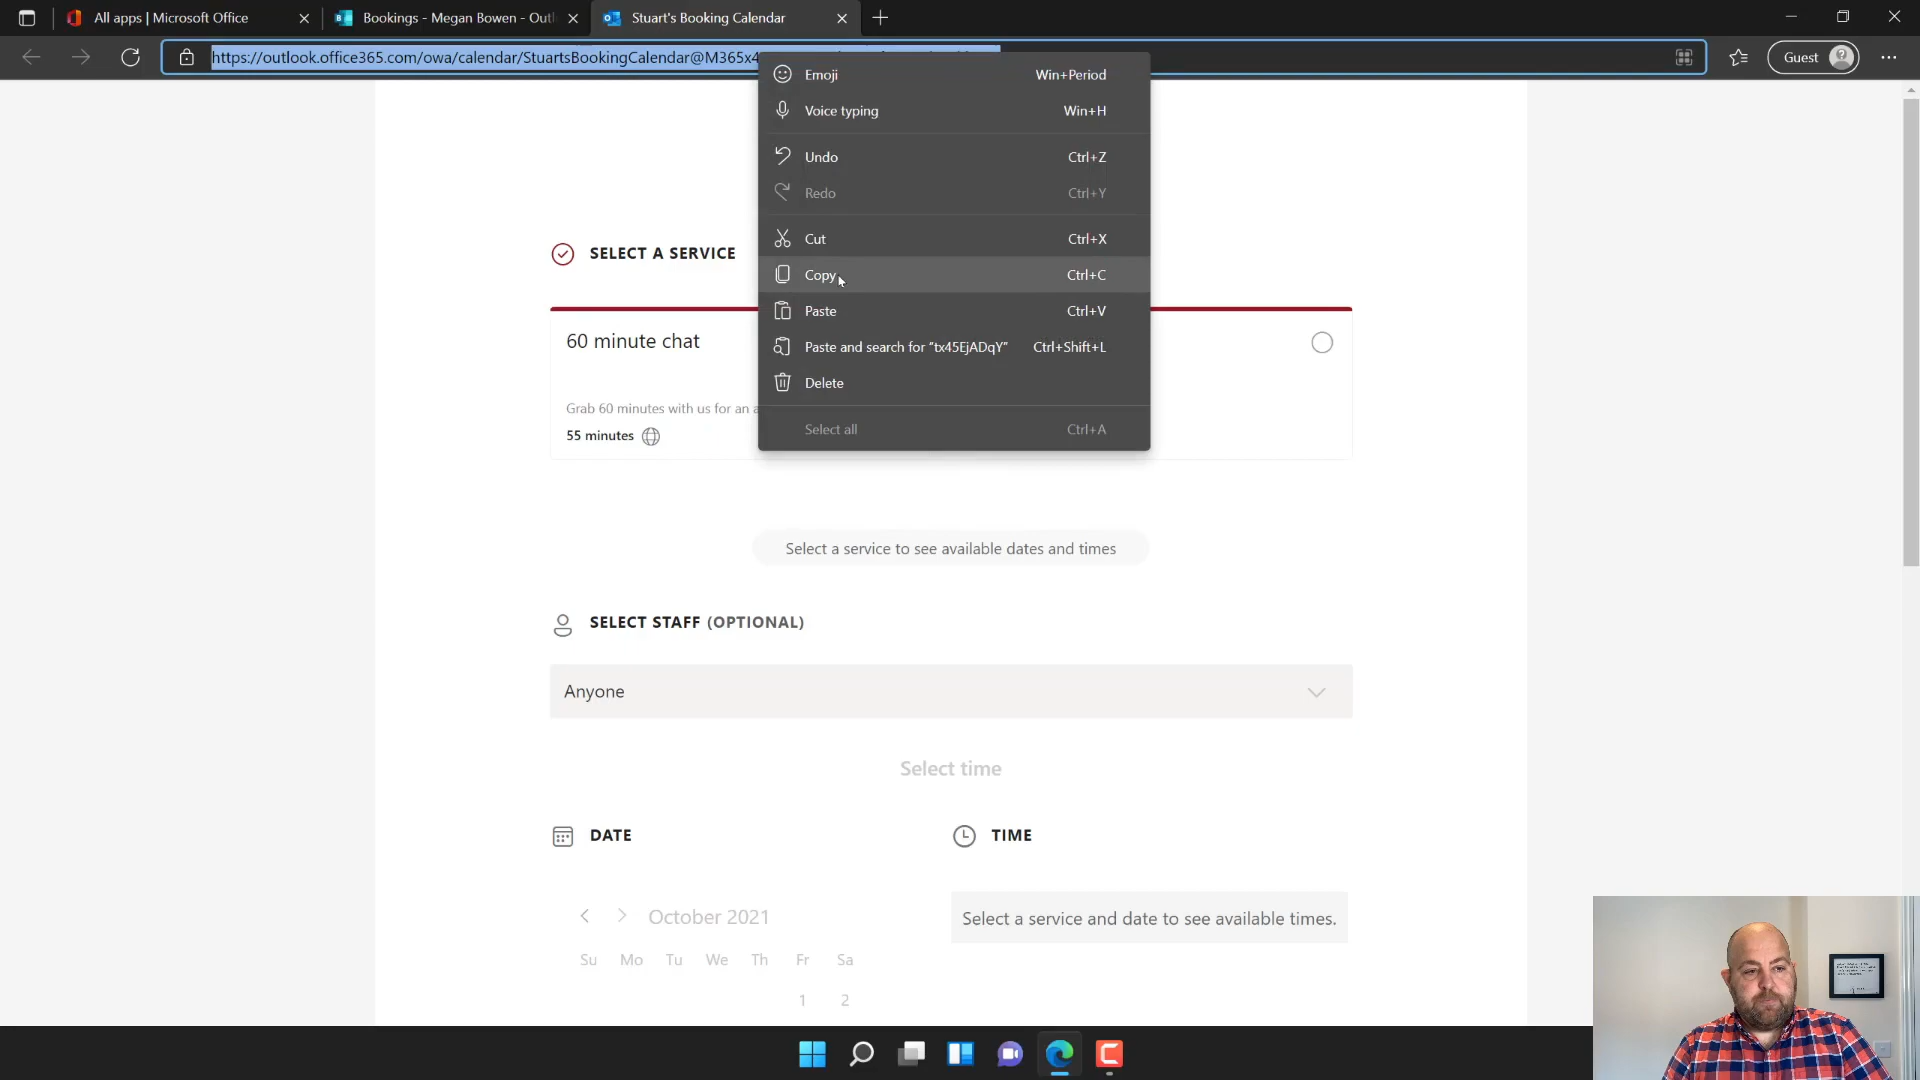 All apps | Microsoft Office
Bookings - Megan Bowen - Outl
Stuart's Booking Calendar
https://outlook.office365.com/owa/calendar/StuartsBookingCalendar@M365x4
Guest
Emoji Win+Period
Voice typing Win+H
Undo Ctrl+Z
Redo Ctrl+Y
Cut Ctrl+X
Copy Ctrl+C
Paste Ctrl+V
Paste and search for "tx45EjADqY" Ctrl+Shift+L
Delete
Select all Ctrl+A
SELECT A SERVICE
60 minute chat
Grab 60 minutes with us for an a
55 minutes
Select a service to see available dates and times
SELECT STAFF (OPTIONAL)
Anyone
Select time
DATE
TIME
October 2021
Select a service and date to see available times.
Su Mo Tu We Th Fr Sa
1 2